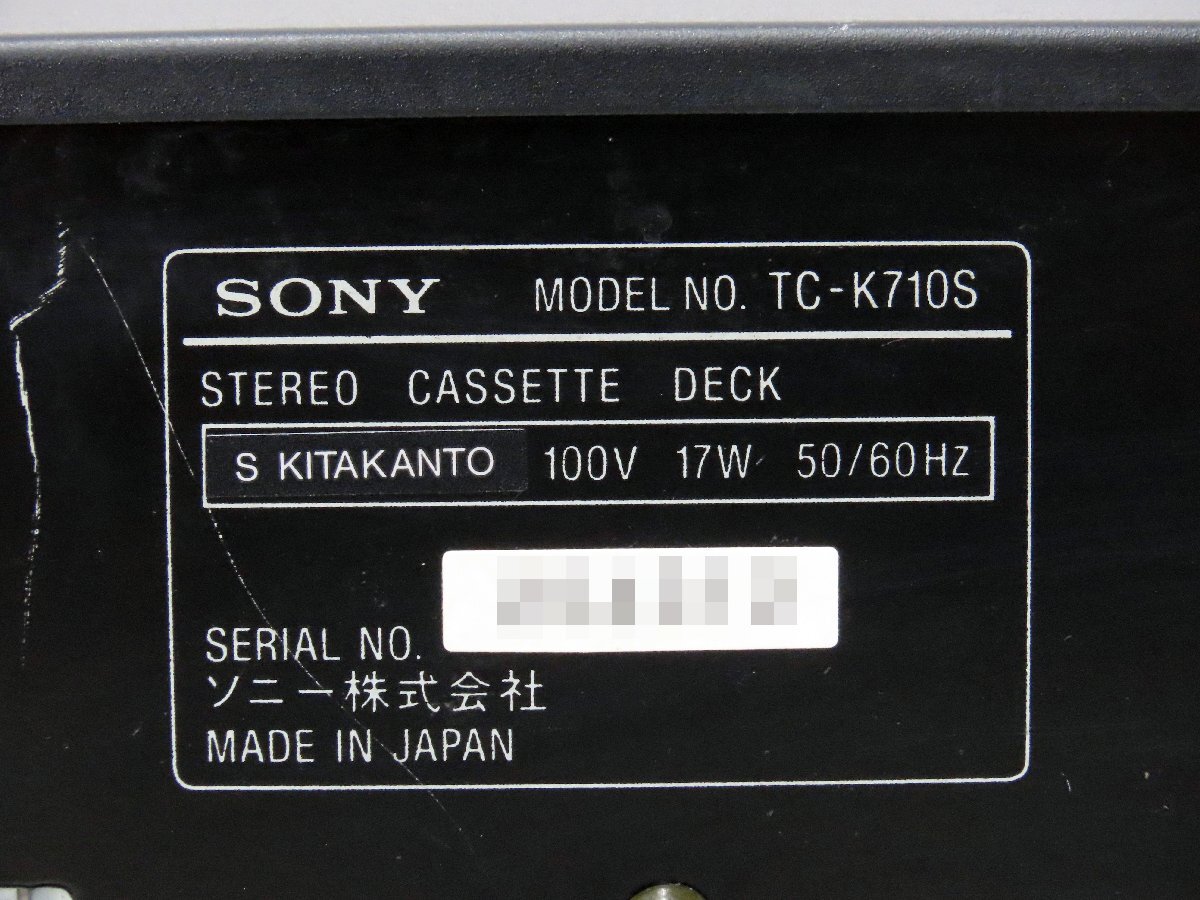 SONY MODEL NO. TC-K710S
STEREO CASSETTE DECK
S KITAKANTO 100V 17W 50/60Hz
SERIAL NO.
ソニー株式会社
MADE IN JAPAN